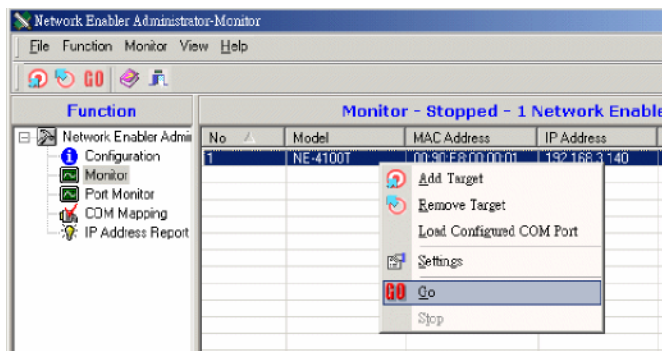 Network Enabler Administrator-Monitor
File Function Monitor View Help
GO
Function
Monitor - Stopped - 1 Network Enable
Network Enabler Admi
Configuration
Monitor
Port Monitor
COM Mapping
IP Address Report
No Model MAC Address IP Address
1 NE-4100T 00:90:E8:00:00:01 192.168.3.140
Add Target
Remove Target
Load Configured COM Port
Settings
GO Go
Stop